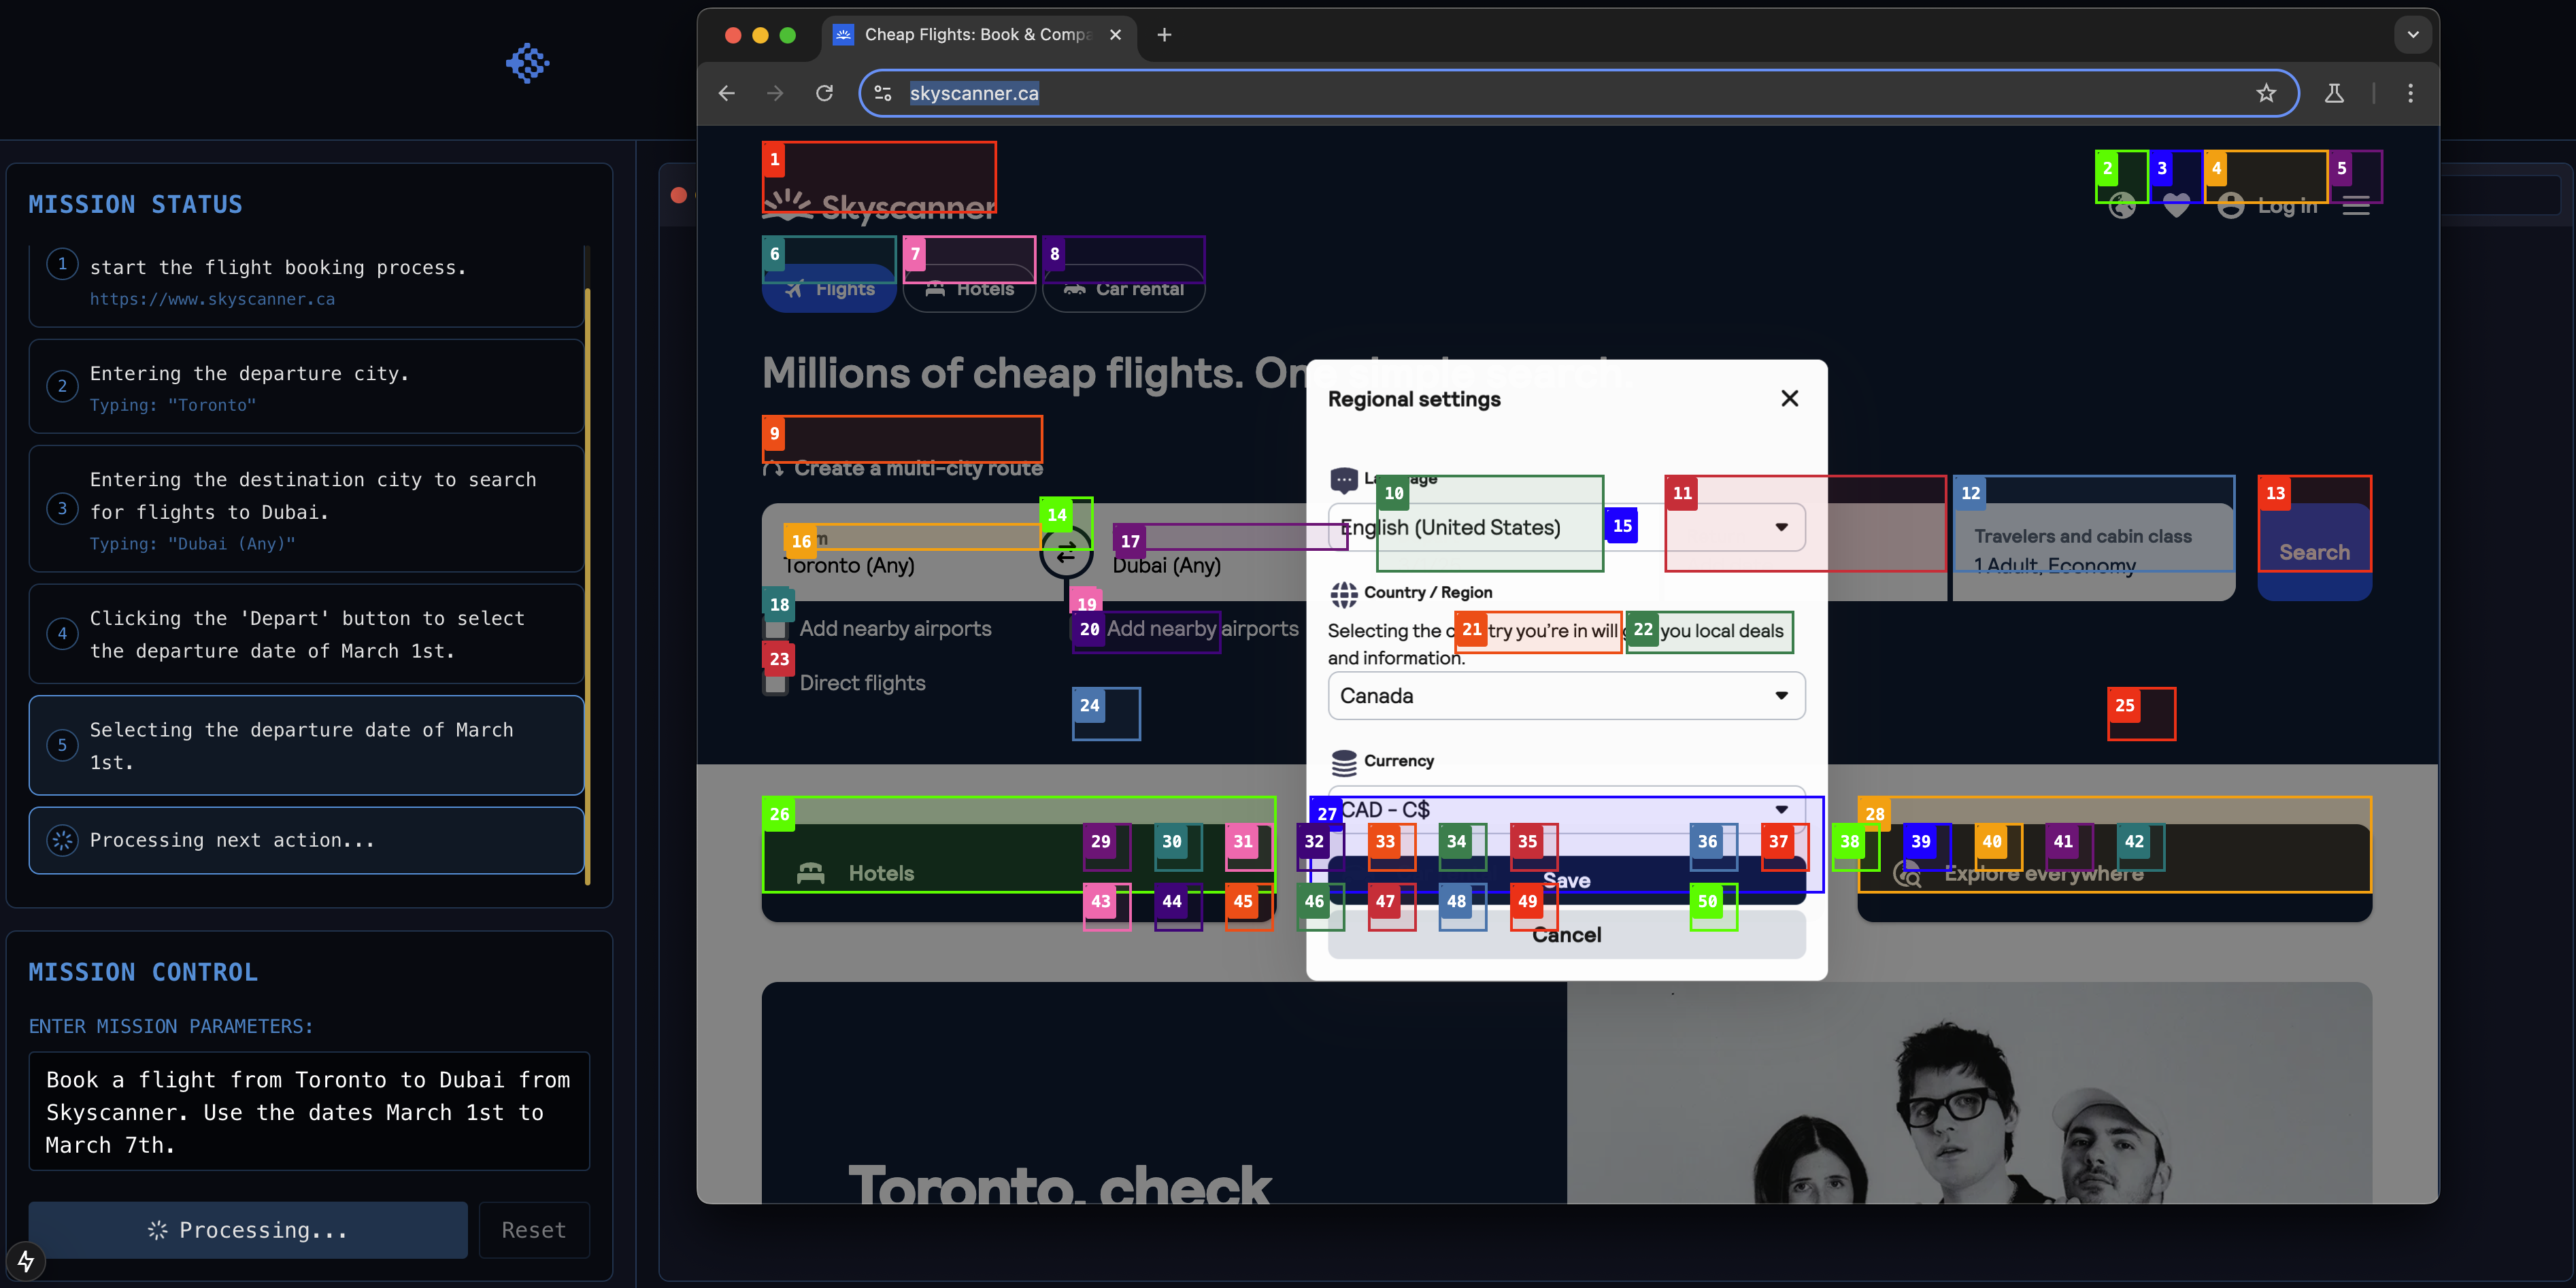 Cheap Flights: Book & Compa
skyscanner.ca
MISSION STATUS
1
start the flight booking process.
https://www.skyscanner.ca
2
Entering the departure city.
Typing: "Toronto"
3
Entering the destination city to search
for flights to Dubai.
Typing: "Dubai (Any)"
4
Clicking the 'Depart' button to select
the departure date of March 1st.
5
Selecting the departure date of March
1st.
Processing next action...
MISSION CONTROL
ENTER MISSION PARAMETERS:
Book a flight from Toronto to Dubai from
Skyscanner. Use the dates March 1st to
March 7th.
Processing...
Reset
1
2
3
4
5
Skyscanner
Log in
6
7
8
Flights
Hotels
Car rental
Millions of cheap flights. One simple search.
9
Create a multi-city route
14
16
17
Toronto (Any)
Dubai (Any)
18
19
20
Add nearby airports
Add nearby airports
23
Direct flights
24
Regional settings
10
11
English (United States)
15
Country / Region
21
22
you local deals
and information.
Canada
Currency
27
CAD - C$
Save
Cancel
12
13
Travelers and cabin class
1 Adult, Economy
Search
25
26
28
Hotels
Explore everywhere
29
30
31
32
33
34
35
36
37
38
39
40
41
42
43
44
45
46
47
48
49
50
Toronto, check